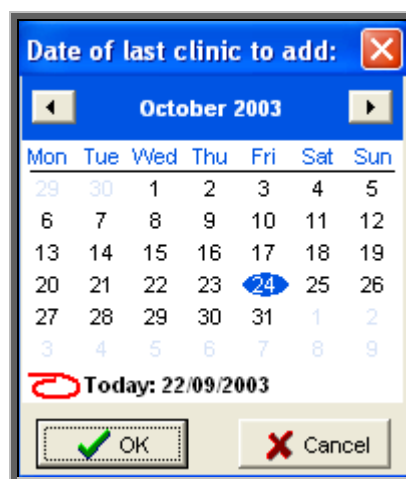 Date of last clinic to add:
October 2003
Mon Tue Wed Thu Fri Sat Sun
29 30 1 2 3 4 5
6 7 8 9 10 11 12
13 14 15 16 17 18 19
20 21 22 23 24 25 26
27 28 29 30 31 1 2
3 4 5 6 7 8 9
Today: 22/09/2003
OK Cancel